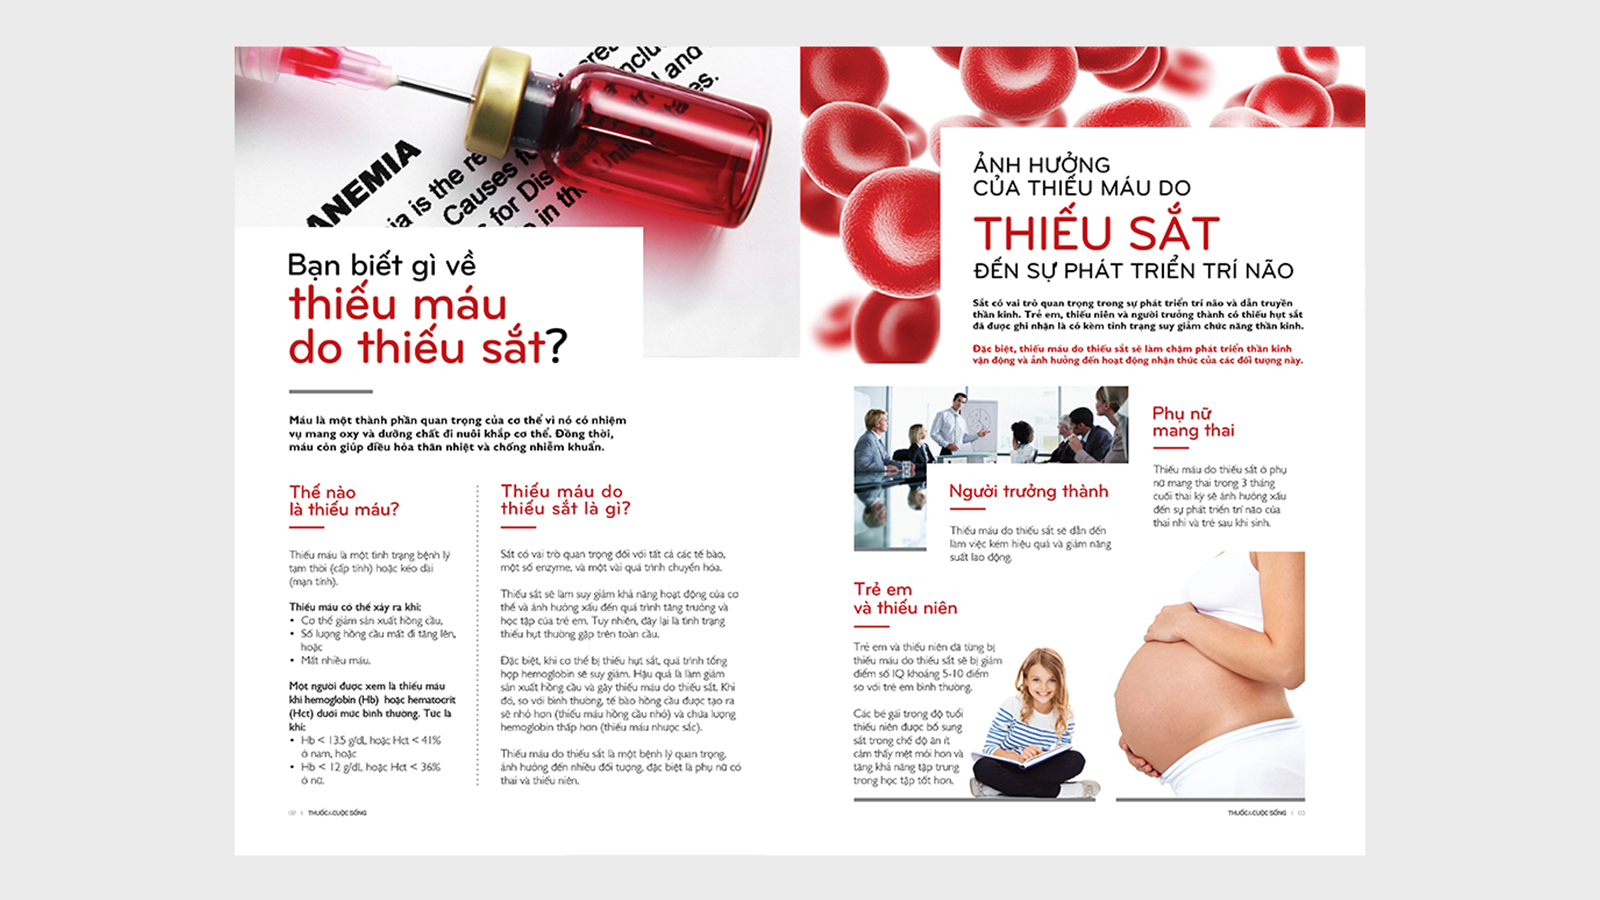 ANEMIA
ia is the re
Causes fo
s for Dis
in th
incre
inclu
and
es.
Bạn biết gì về
thiếu máu
do thiếu sắt?
Máu là một thành phần quan trọng của cơ thể vì nó có nhiệm
vụ mang oxy và dưỡng chất đi nuôi khắp cơ thể. Đồng thời,
máu còn giúp điều hòa thân nhiệt và chống nhiễm khuẩn.
Thế nào
là thiếu máu?
Thiếu máu là một tình trạng bệnh lý
tạm thời (cấp tính) hoặc kéo dài
(mạn tính).
Thiếu máu có thể xảy ra khi:
• Cơ thể giảm sản xuất hồng cầu,
• Số lượng hồng cầu mất đi tăng lên,
hoặc
• Mất nhiều máu.
Một người được xem là thiếu máu
khi hemoglobin (Hb) hoặc hematocrit
(Hct) dưới mức bình thường. Tức là
khi:
• Hb < 13.5 g/dL hoặc Hct < 41%
ở nam, hoặc
• Hb < 12 g/dL hoặc Hct < 36%
ở nữ.
Thiếu máu do
thiếu sắt là gì?
Sắt có vai trò quan trọng đối với tất cả các tế bào,
một số enzyme, và một vài quá trình chuyển hóa.
Thiếu sắt sẽ làm suy giảm khả năng hoạt động của cơ
thể và ảnh hưởng xấu đến quá trình tăng trưởng và
học tập của trẻ em. Tuy nhiên, đây lại là tình trạng
thiếu hụt thường gặp trên toàn cầu.
Đặc biệt, khi cơ thể bị thiếu hụt sắt, quá trình tổng
hợp hemoglobin sẽ suy giảm. Hậu quả là làm giảm
sản xuất hồng cầu và gây thiếu máu do thiếu sắt. Khi
đó, so với bình thường, tế bào hồng cầu được tạo ra
sẽ nhỏ hơn (thiếu máu hồng cầu nhỏ) và chứa lượng
hemoglobin thấp hơn (thiếu máu nhược sắc).
Thiếu máu do thiếu sắt là một bệnh lý quan trọng,
ảnh hưởng đến nhiều đối tượng, đặc biệt là phụ nữ có
thai và thiếu niên.
02 | THUỐC&CUỘC SỐNG
ẢNH HƯỞNG
CỦA THIẾU MÁU DO
THIẾU SẮT
ĐẾN SỰ PHÁT TRIỂN TRÍ NÃO
Sắt có vai trò quan trọng trong sự phát triển trí não và dẫn truyền
thần kinh. Trẻ em, thiếu niên và người trưởng thành có thiếu hụt sắt
đã được ghi nhận là có kèm tình trạng suy giảm chức năng thần kinh.
Đặc biệt, thiếu máu do thiếu sắt sẽ làm chậm phát triển thần kinh
vận động và ảnh hưởng đến hoạt động nhận thức của các đối tượng này.
Người trưởng thành
Thiếu máu do thiếu sắt sẽ dẫn đến
làm việc kém hiệu quả và giảm năng
suất lao động.
Phụ nữ
mang thai
Thiếu máu do thiếu sắt ở phụ
nữ mang thai trong 3 tháng
cuối thai kỳ sẽ ảnh hưởng xấu
đến sự phát triển trí não của
thai nhi và trẻ sau khi sinh.
Trẻ em
và thiếu niên
Trẻ em và thiếu niên đã từng bị
thiếu máu do thiếu sắt sẽ bị giảm
điểm số IQ khoảng 5-10 điểm
so với trẻ em bình thường.
Các bé gái trong độ tuổi
thiếu niên được bổ sung
sắt trong chế độ ăn ít
cảm thấy mệt mỏi hơn và
tăng khả năng tập trung
trong học tập tốt hơn.
THUỐC&CUỘC SỐNG | 03